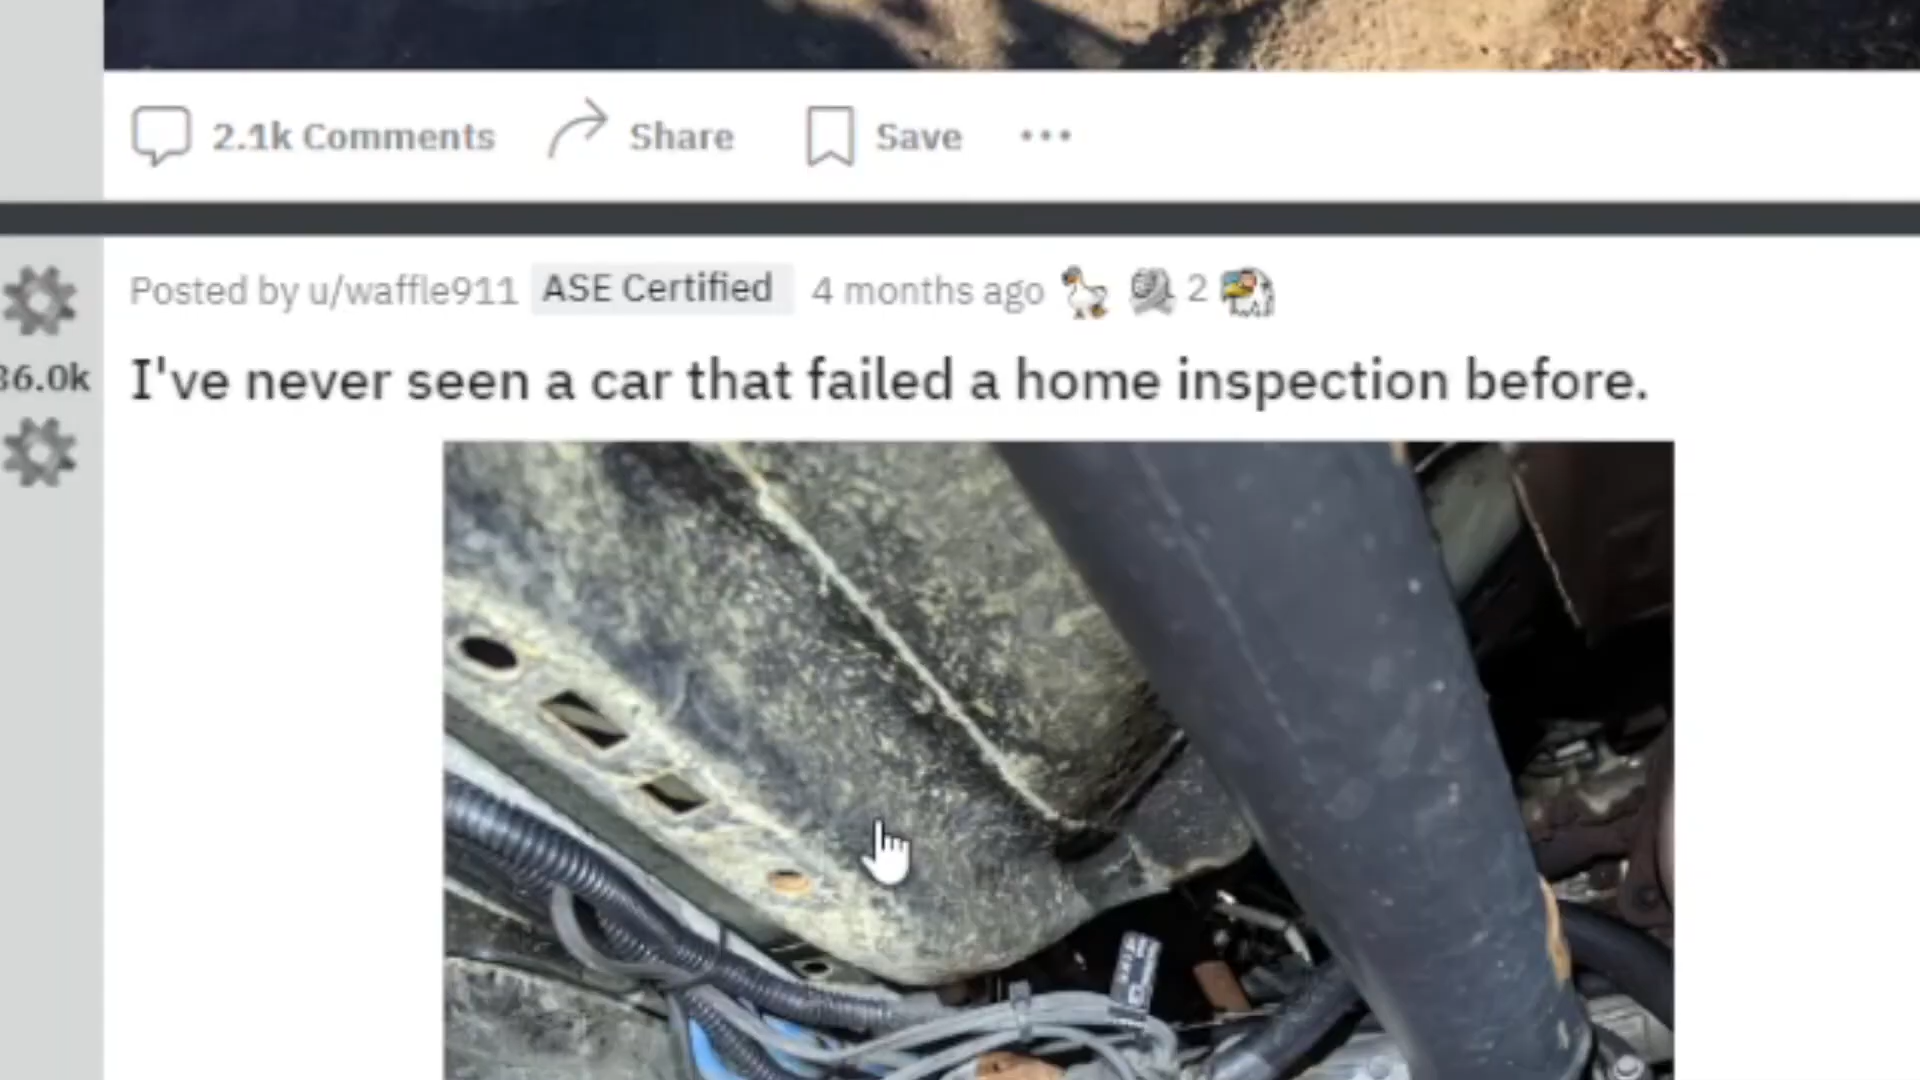 2.1k Comments Share Save
Posted by u/waffle911 ASE Certified 4 months ago 2
36.0k
I've never seen a car that failed a home inspection before.